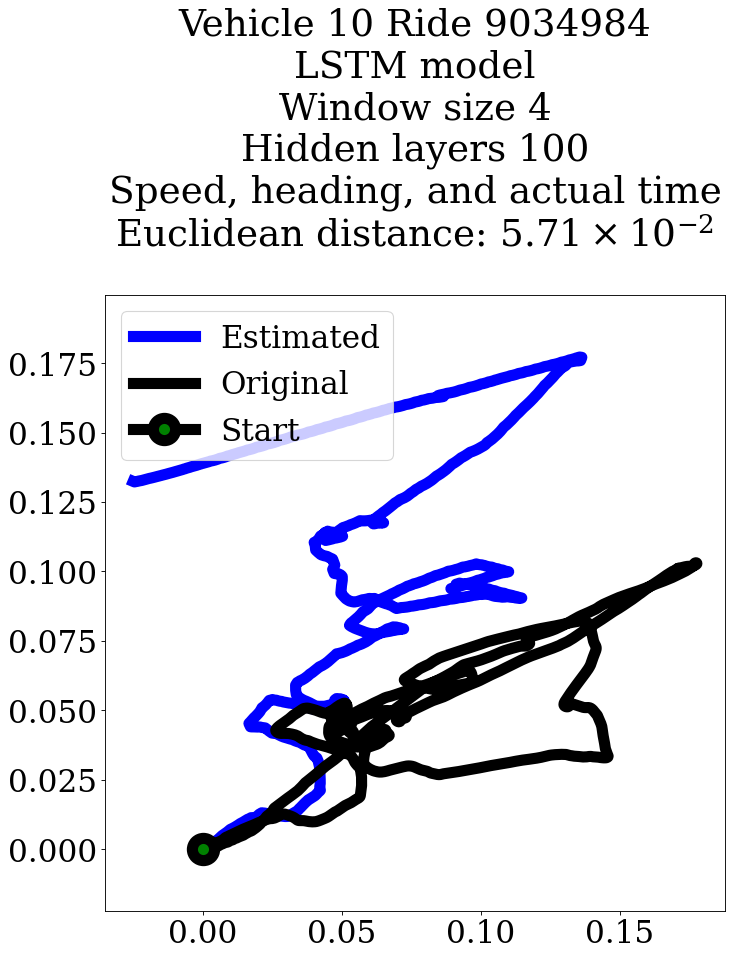 Vehicle 10 Ride 9034984
LSTM model
Window size 4
Hidden layers 100
Speed, heading, and actual time
Euclidean distance: 5.71 × 10⁻²
Estimated
Original
Start
0.175
0.150
0.125
0.100
0.075
0.050
0.025
0.000
0.00 0.05 0.10 0.15